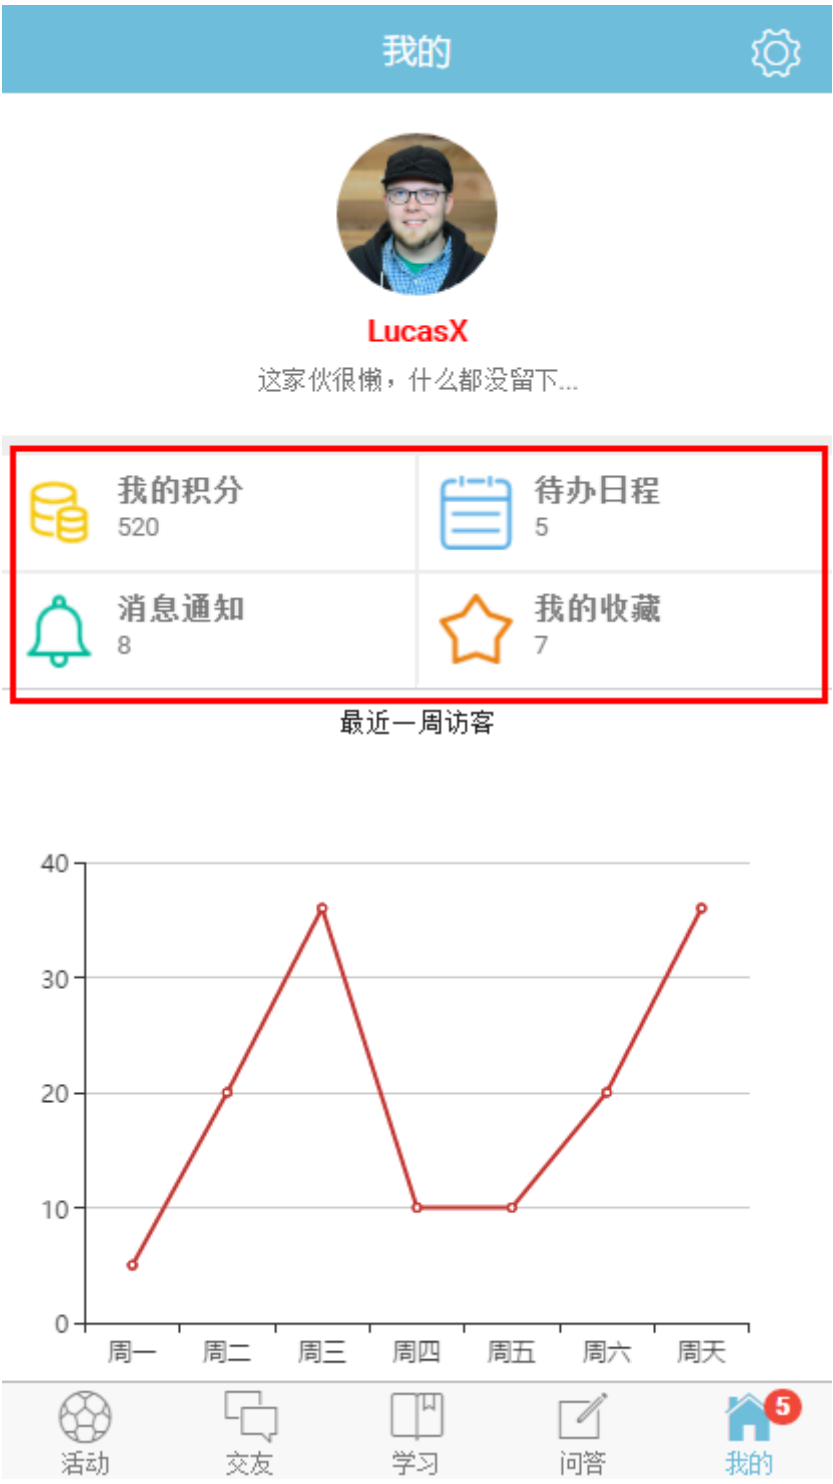 我的
LucasX
这家伙很懒，什么都没留下...
我的积分
520
待办日程
5
消息通知
8
我的收藏
7
最近一周访客
40
30
20
10
0
周一 周二 周三 周四 周五 周六 周天
5
活动 交友 学习 问答 我的